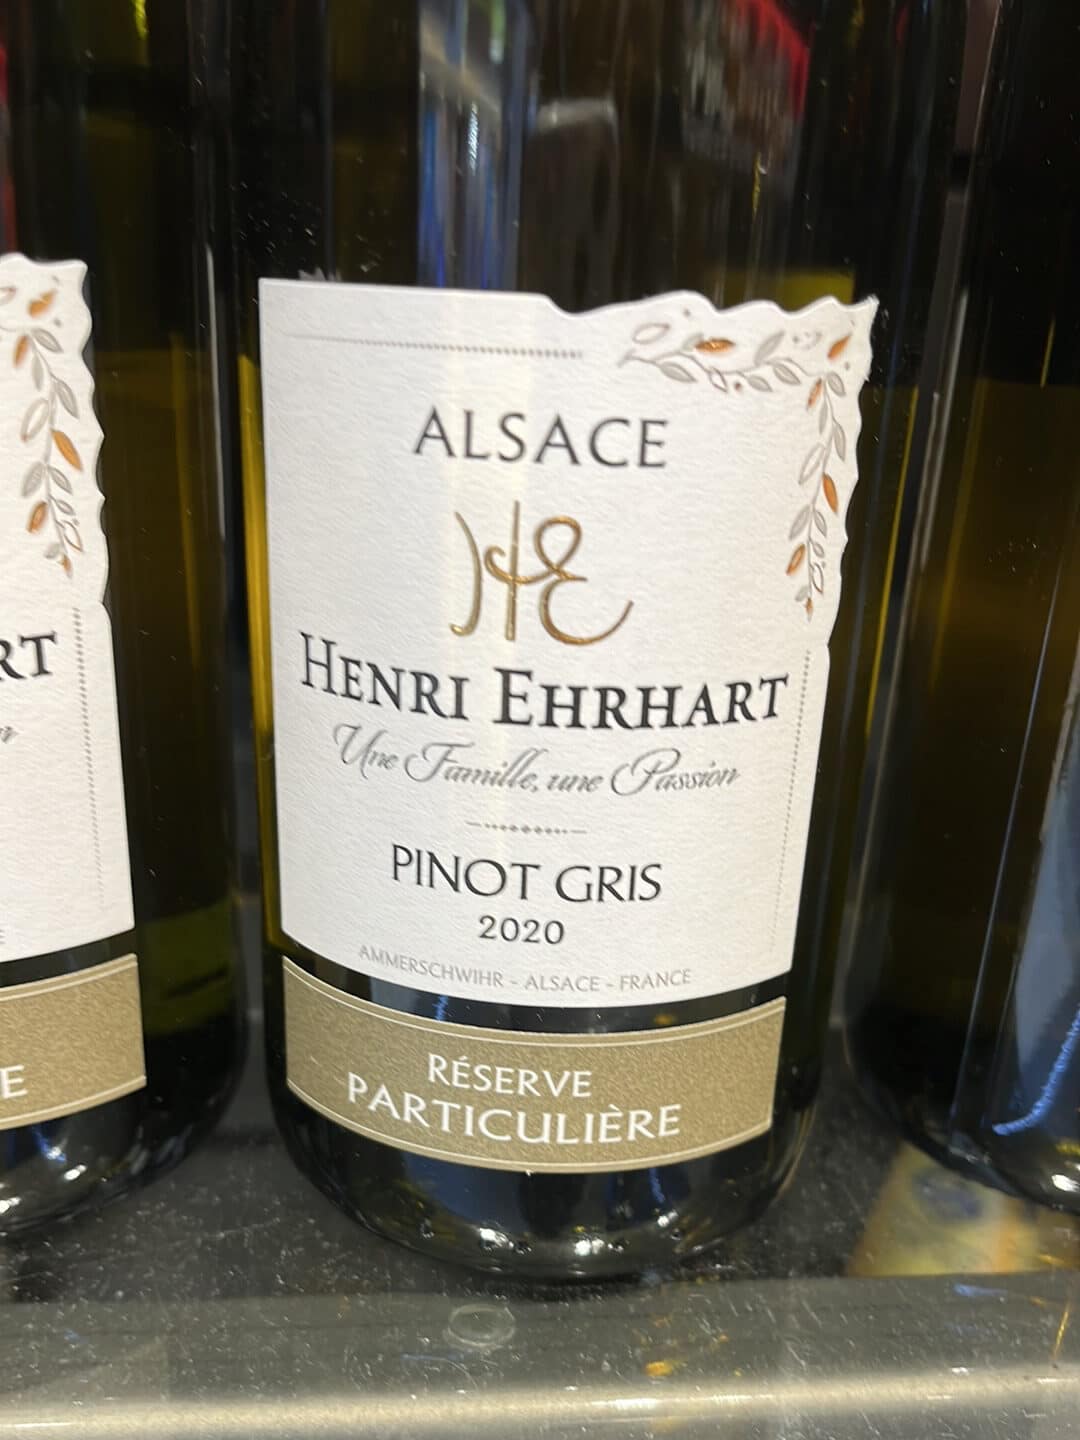 ALSACE
HE
HENRI EHRHART
Une Famille, une Passion
PINOT GRIS
2020
AMMERSCHWIHR - ALSACE - FRANCE
RÉSERVE
PARTICULIÈRE
RT
n
E
E